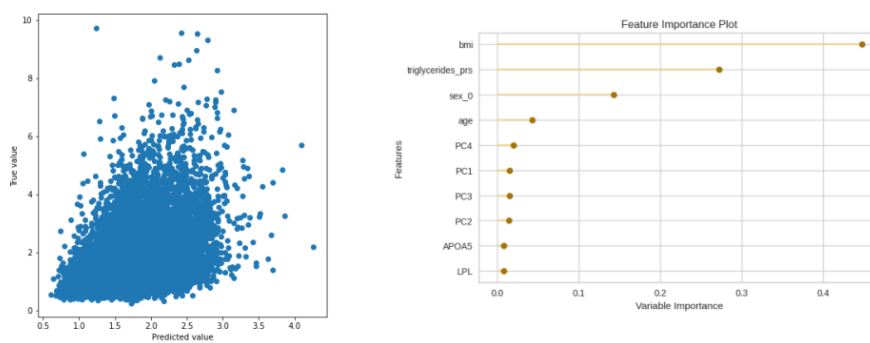 10
8
6
4
2
0
True value
0.5 1.0 1.5 2.0 2.5 3.0 3.5 4.0
Predicted value
Feature Importance Plot
bmi
triglycerides_prs
sex_0
age
PC4
PC1
PC3
PC2
APOA5
LPL
Features
0.0 0.1 0.2 0.3 0.4
Variable Importance